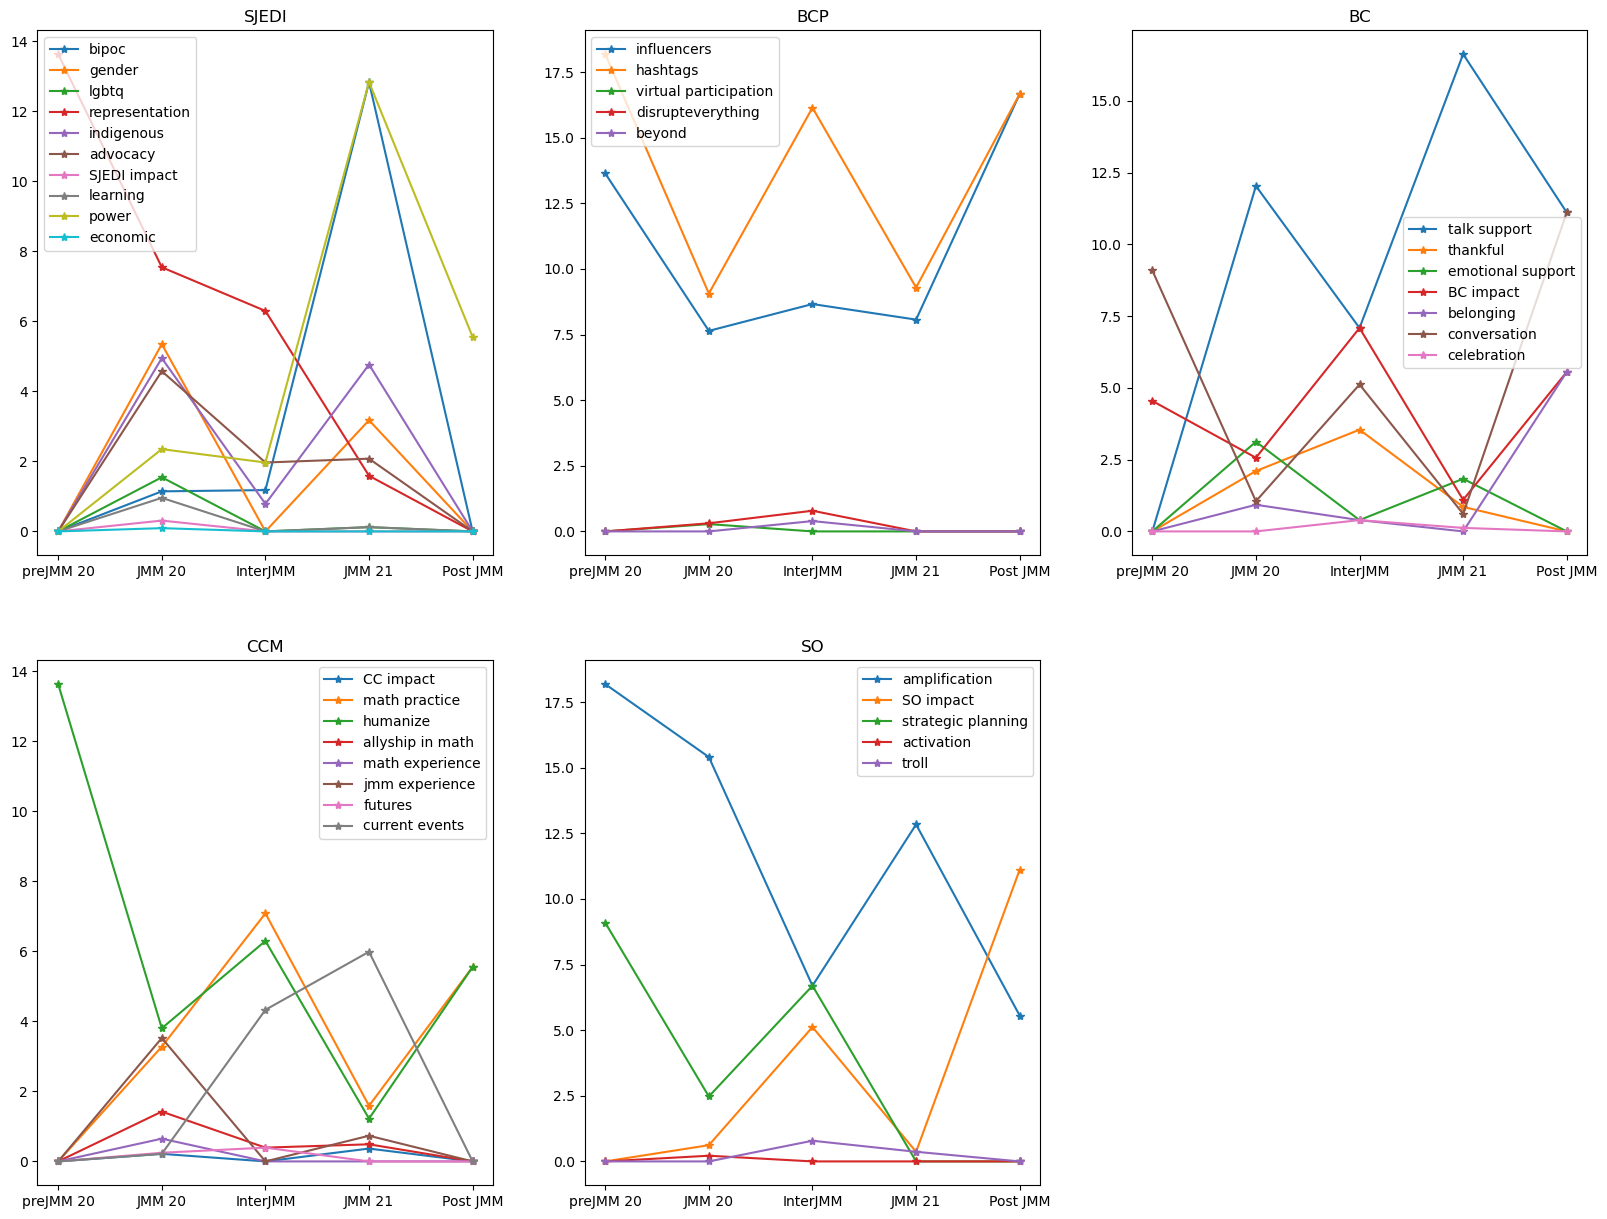 SJEDI
14
12
10
8
6
4
2
0
bipoc
gender
lgbtq
representation
indigenous
advocacy
SJEDI impact
learning
power
economic
preJMM 20
JMM 20
InterJMM
JMM 21
Post JMM
BCP
17.5
15.0
12.5
10.0
7.5
5.0
2.5
0.0
influencers
hashtags
virtual participation
disrupteverything
beyond
preJMM 20
JMM 20
InterJMM
JMM 21
Post JMM
BC
15.0
12.5
10.0
7.5
5.0
2.5
0.0
talk support
thankful
emotional support
BC impact
belonging
conversation
celebration
preJMM 20
JMM 20
InterJMM
JMM 21
Post JMM
CCM
14
12
10
8
6
4
2
0
CC impact
math practice
humanize
allyship in math
math experience
jmm experience
futures
current events
preJMM 20
JMM 20
InterJMM
JMM 21
Post JMM
SO
17.5
15.0
12.5
10.0
7.5
5.0
2.5
0.0
amplification
SO impact
strategic planning
activation
troll
preJMM 20
JMM 20
InterJMM
JMM 21
Post JMM